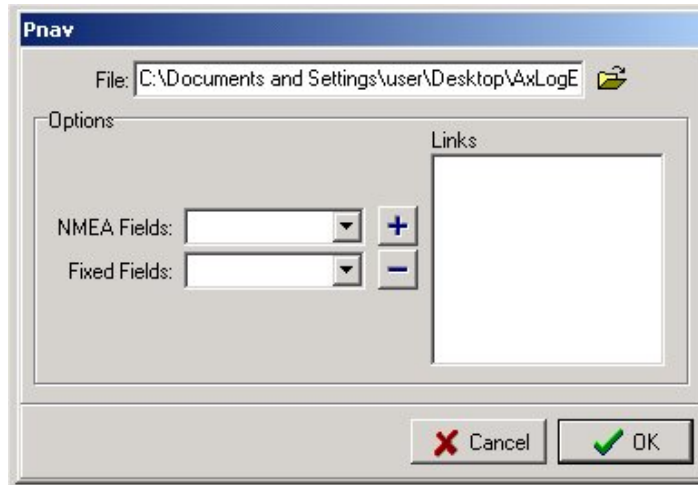 Pnav
File: C:\Documents and Settings\user\Desktop\AxLogE
Options
Links
NMEA Fields:
Fixed Fields:
Cancel OK